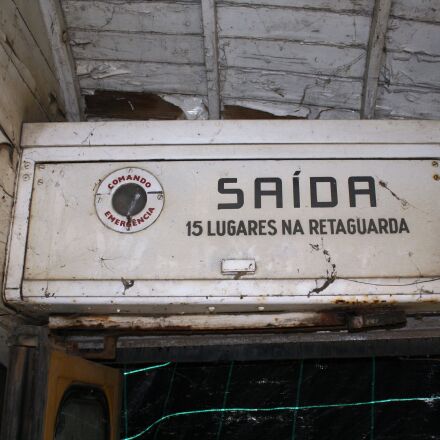 COMANDO
EMERGÊNCIA
SAÍDA
15 LUGARES NA RETAGUARDA